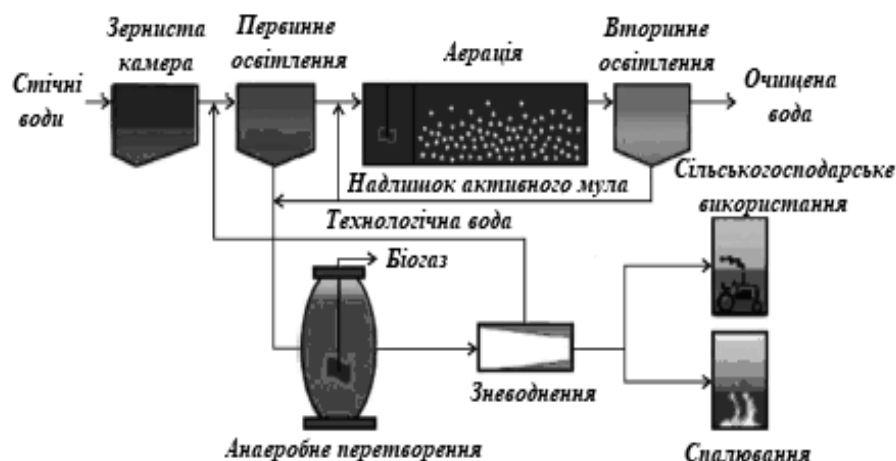 Зерниста
камера
Первинне
освітлення
Аерація
Вторинне
освітлення
Стічні
води
Очищена
вода
Надлишок активного мула
Сільськогосподарське
використання
Технологічна вода
Біогаз
Зневоднення
Анаеробне перетворення
Спалювання